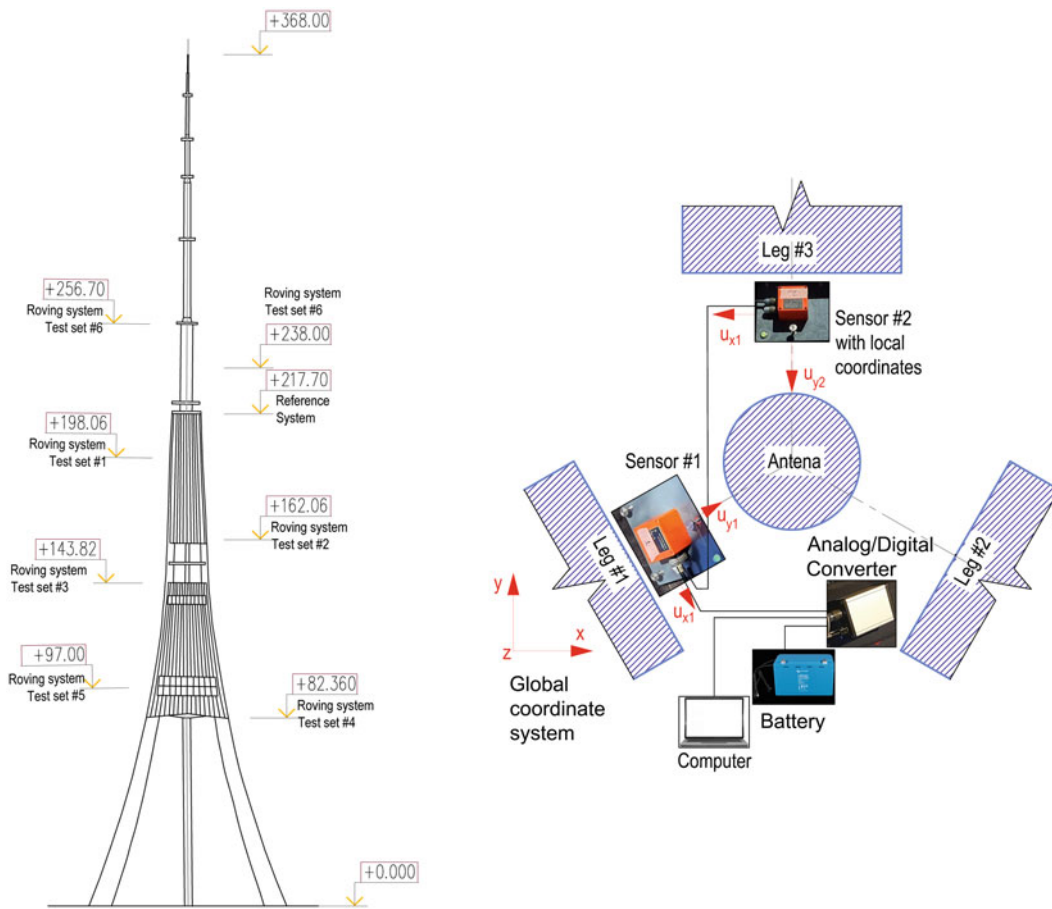 +368.00
+256.70
Roving system
Test set #6
Roving system
Test set #6
+238.00
+217.70
Reference
System
+198.06
Roving system
Test set #1
+162.06
Roving system
Test set #2
+143.82
Roving system
Test set #3
+97.00
Roving system
Test set #5
+82.360
Roving system
Test set #4
+0.000
Leg #3
Sensor #2
with local
coordinates
ux1
uy2
Sensor #1
Antena
uy1
Leg #1
Leg #2
ux1
Analog/Digital
Converter
y
x
z
Global
coordinate
system
Battery
Computer